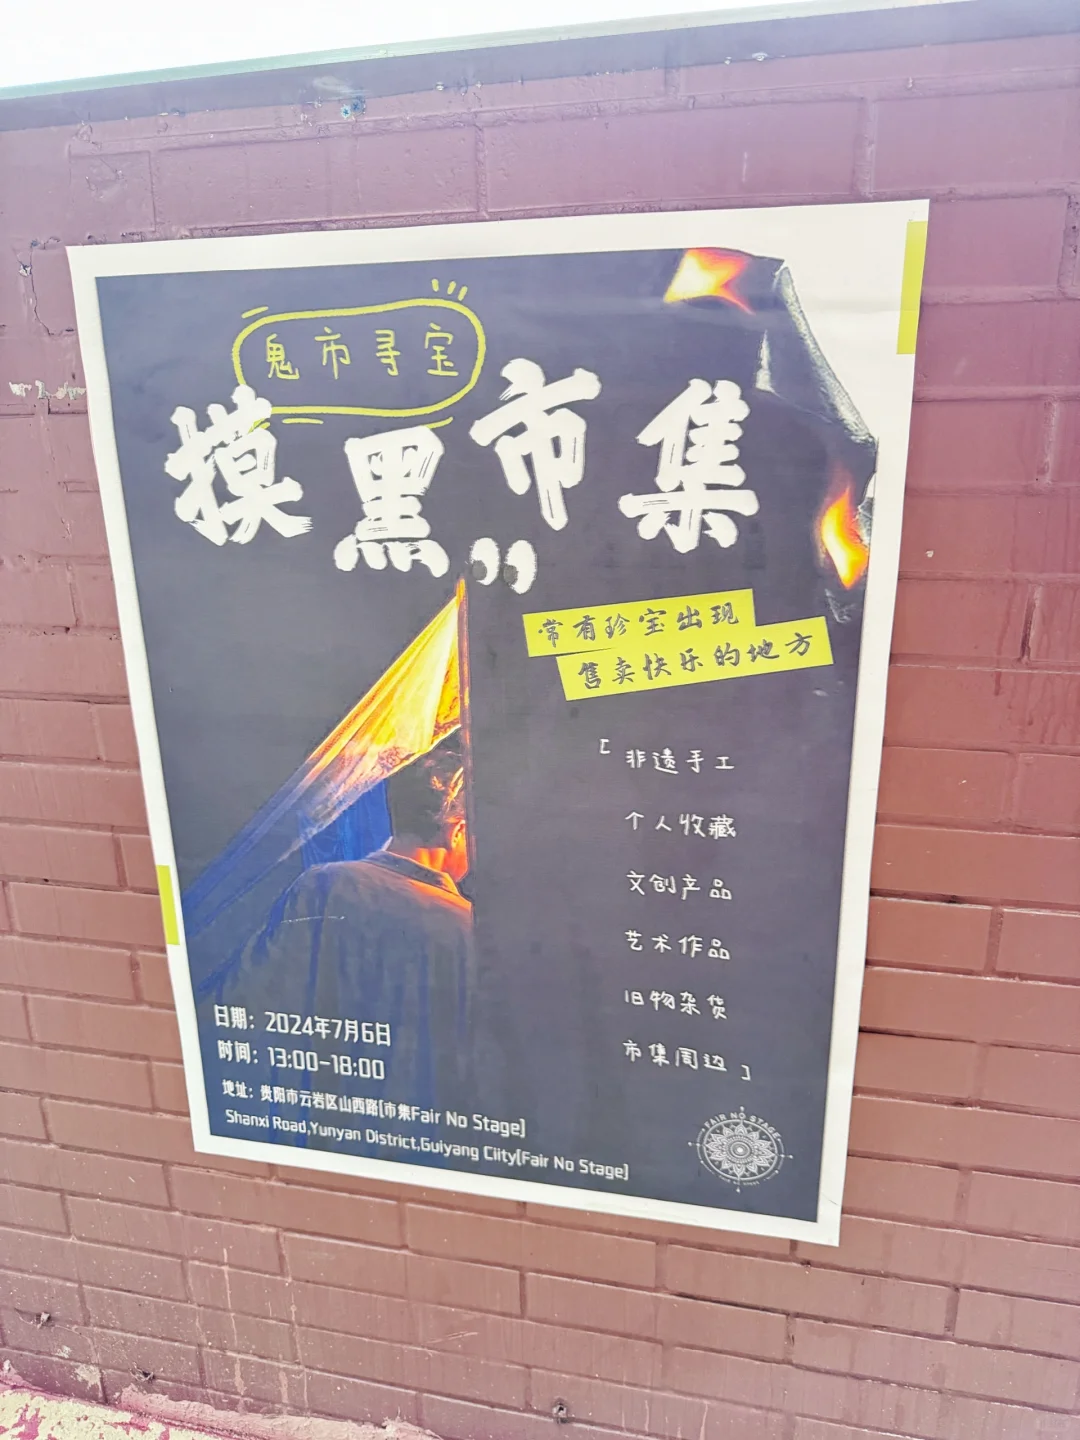 鬼市寻宝
摸黑市集
常有珍宝出现
售卖快乐的地方
[ 非遗手工
个人收藏
文创产品
艺术作品
旧物杂货
市集周边 ]
日期：2024年7月6日
时间：13:00-18:00
地址：贵阳市云岩区山西路[市集Fair No Stage]
Shanxi Road,Yunyan District,Guiyang Ciity[Fair No Stage]
FAIR NO STAGE